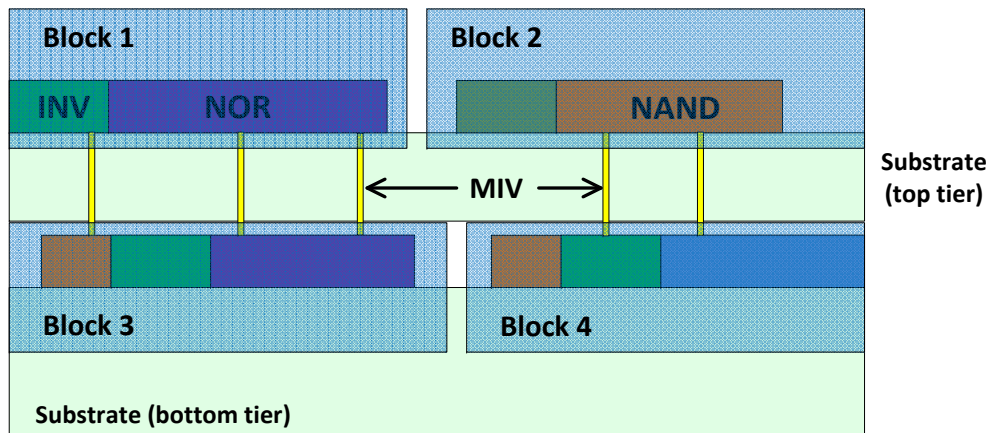 Block 1
Block 2
INV
NOR
NAND
MIV
Substrate
(top tier)
Block 3
Block 4
Substrate (bottom tier)